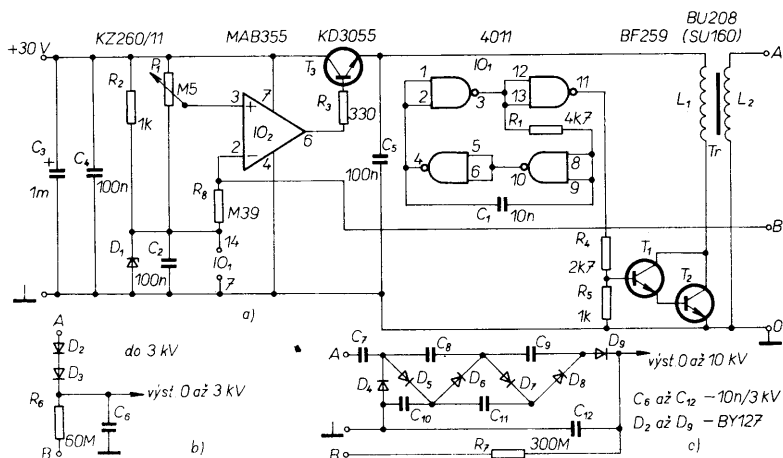 KZ260/11 MAB355 KD3055 4011 BF259 BU208
(SU160)
+30 V
A
P1
R2
M5
1k
T3
R3
330
3
+
7
IO2
6
2
−
4
C3
+
1m
C4
100n
C5
100n
R8
M39
D1
C2
100n
14
IO1
7
a)
IO1
1
2
3
12
13
11
R1
4k7
4
5
6
10
8
9
C1
10n
L1
L2
Tr
B
R4
2k7
R5
1k
T1
T2
0
A
do 3 kV
D2
D3
výst. 0 až 3 kV
R6
60M
C6
B
b)
C7
A
C8
C9
D9
výst. 0 až 10 kV
D4
D5
D6
D7
D8
C10
C11
C12
R7
300M
B
C6 až C12 – 10n/3 kV
D2 až D9 – BY127
c)